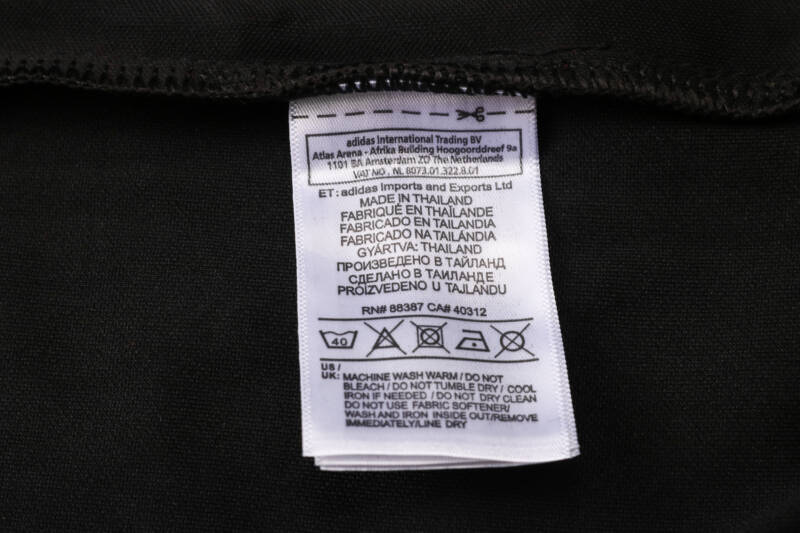 adidas International Trading BV
Atlas Arena - Afrika Building Hoogoorddreef 9a
1101 BA Amsterdam ZO The Netherlands
VAT NO , NL 8073.01.322.8.01
ET: adidas Imports and Exports Ltd
MADE IN THAILAND
FABRIQUÉ EN THAÏLANDE
FABRICADO EN TAILANDIA
FABRICADO NA TAILÂNDIA
GYÁRTVA: THAILAND
ПРОИЗВЕДЕНО В ТАЙЛАНД
СДЕЛАНО В ТАИЛАНДЕ
PROIZVEDENO U TAJLANDU
RN# 88387 CA# 40312
40
US /
UK: MACHINE WASH WARM / DO NOT
BLEACH / DO NOT TUMBLE DRY / COOL
IRON IF NEEDED / DO NOT DRY CLEAN
DO NOT USE FABRIC SOFTENER/
WASH AND IRON INSIDE OUT/REMOVE
IMMEDIATELY/LINE DRY